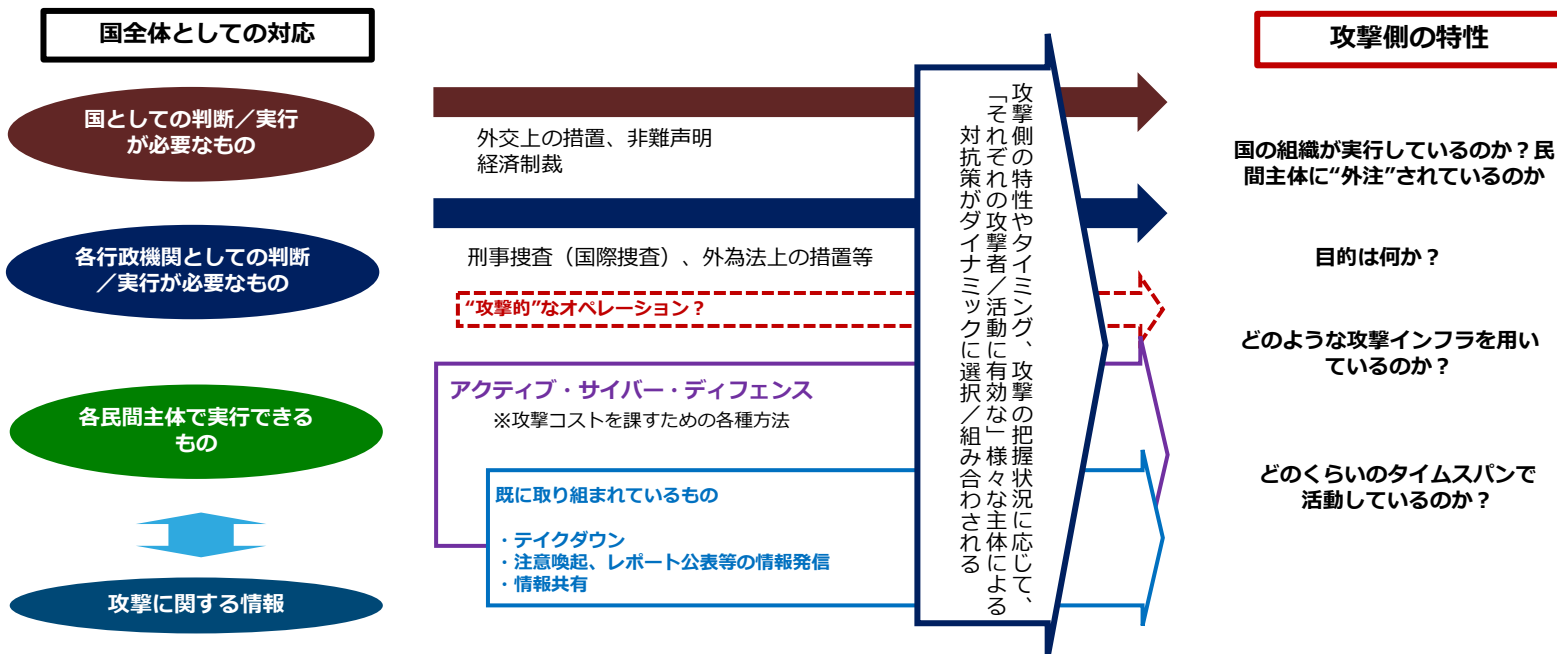 国全体としての対応
国としての判断／実行
が必要なもの
各行政機関としての判断
／実行が必要なもの
各民間主体で実行できる
もの
攻撃に関する情報
外交上の措置、非難声明
経済制裁
刑事捜査（国際捜査）、外為法上の措置等
“攻撃的”なオペレーション？
アクティブ・サイバー・ディフェンス
※攻撃コストを課すための各種方法
既に取り組まれているもの
・テイクダウン
・注意喚起、レポート公表等の情報発信
・情報共有
攻撃側の特性やタイミング、攻撃の把握状況に応じて、
「それぞれの攻撃者／活動に有効な」様々な主体による
対抗策がダイナミックに選択／組み合わされる
攻撃側の特性
国の組織が実行しているのか？民
間主体に“外注”されているのか
目的は何か？
どのような攻撃インフラを用い
ているのか？
どのくらいのタイムスパンで
活動しているのか？